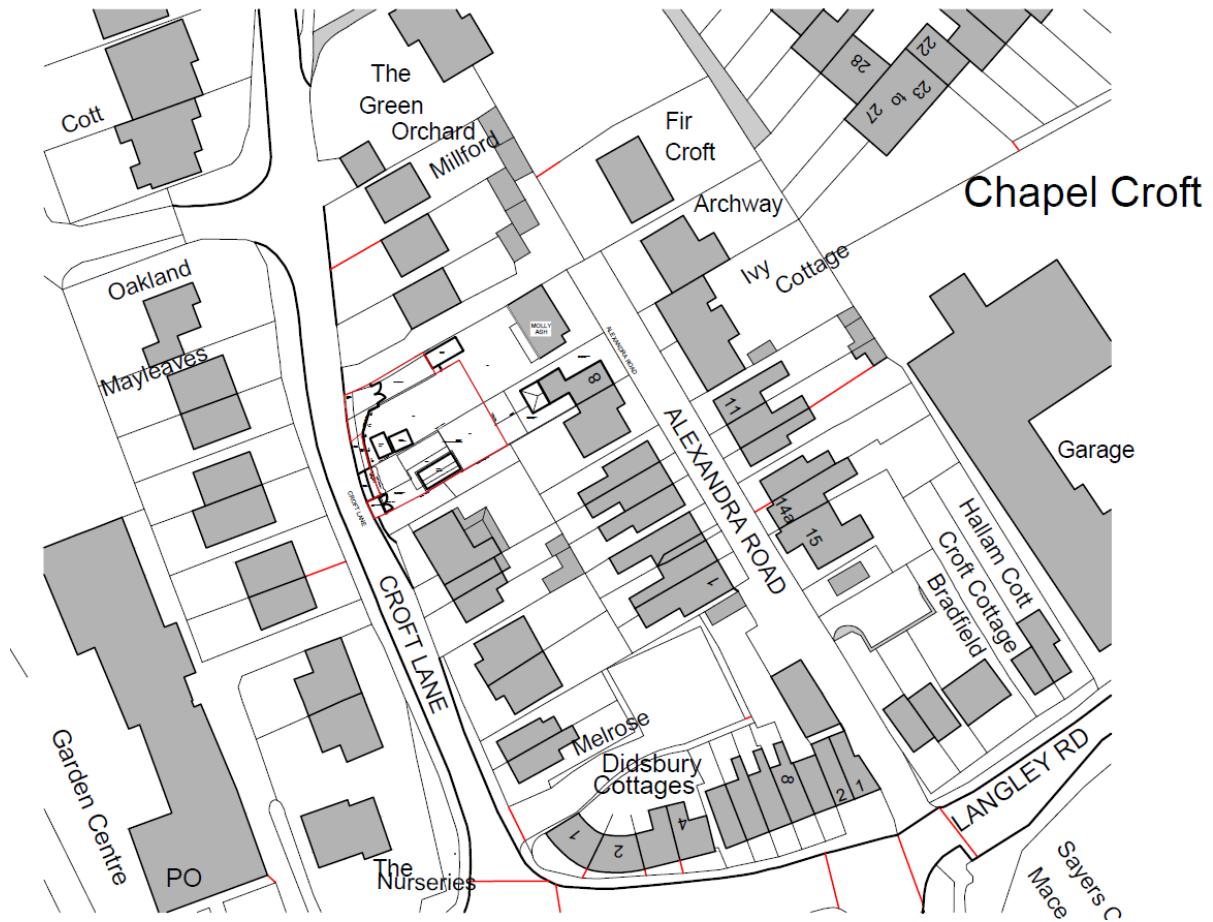 The
Green
Orchard
Millford
Cott
Fir
Croft
Archway
Ivy
Cottage
28
22
23 to 27
Chapel Croft
Oakland
Mayleaves
MOLLY
ASH
ALEXANDRA ROAD
8
11
Garage
CROFT LANE
ALEXANDRA ROAD
14a
15
1
Hallam Cott
Croft Cottage
Bradfield
CROFT LANE
Melrose
Didsbury
Cottages
8
2
1
4
2
1
LANGLEY RD
Garden Centre
PO
The
Nurseries
Sayers C
Mace